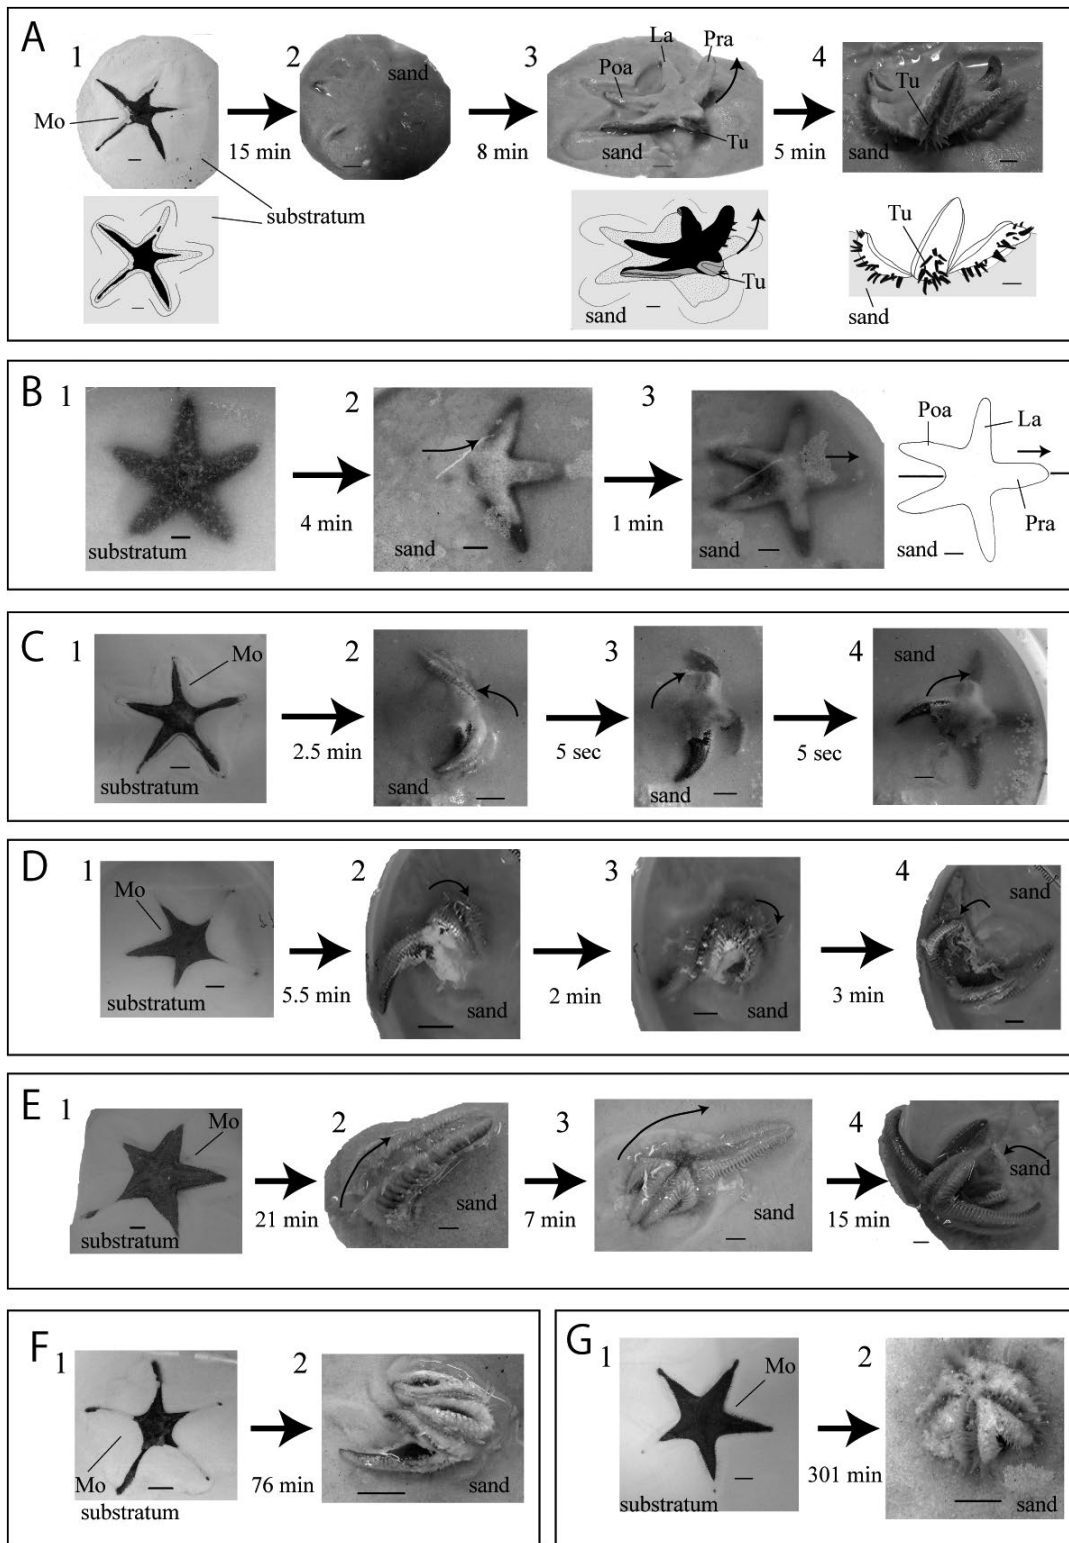 A
1
2
3
4
Mo
15 min
sand
8 min
Poa
La
Pra
Tu
sand
5 min
Tu
sand
substratum
Tu
sand
Tu
sand
B
1
2
3
substratum
4 min
sand
1 min
sand
Poa
La
Pra
sand
C
1
2
3
4
Mo
substratum
2.5 min
sand
5 sec
sand
5 sec
sand
D
1
2
3
4
Mo
substratum
5.5 min
sand
2 min
sand
3 min
sand
E
1
2
3
4
Mo
substratum
21 min
sand
7 min
sand
15 min
sand
F
1
2
Mo
substratum
76 min
sand
G
1
2
Mo
substratum
301 min
sand